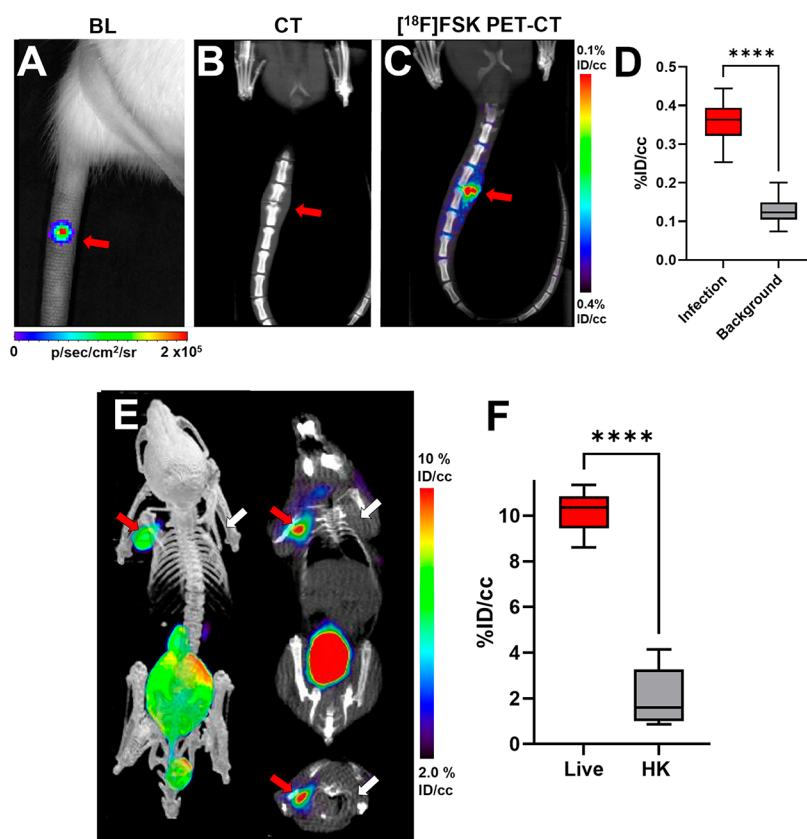 BL
CT
[¹⁸F]FSK PET-CT
A
B
C
0.1%
ID/cc
0.4%
ID/cc
0
p/sec/cm²/sr
2 x10⁵
D
****
%ID/cc
0.5
0.4
0.3
0.2
0.1
0.0
Infection
Background
E
10 %
ID/cc
2.0 %
ID/cc
F
****
%ID/cc
10
8
6
4
2
0
Live
HK